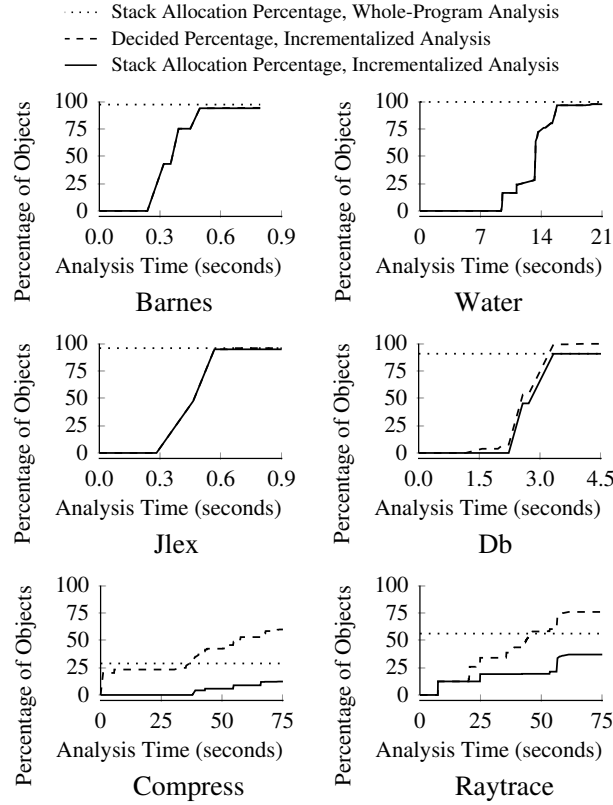 Stack Allocation Percentage, Whole-Program Analysis
Decided Percentage, Incrementalized Analysis
Stack Allocation Percentage, Incrementalized Analysis
Percentage of Objects
100
75
50
25
0
0.0 0.3 0.6 0.9
Analysis Time (seconds)
Barnes
Percentage of Objects
100
75
50
25
0
0 7 14 21
Analysis Time (seconds)
Water
Percentage of Objects
100
75
50
25
0
0.0 0.3 0.6 0.9
Analysis Time (seconds)
Jlex
Percentage of Objects
100
75
50
25
0
0.0 1.5 3.0 4.5
Analysis Time (seconds)
Db
Percentage of Objects
100
75
50
25
0
0 25 50 75
Analysis Time (seconds)
Compress
Percentage of Objects
100
75
50
25
0
0 25 50 75
Analysis Time (seconds)
Raytrace